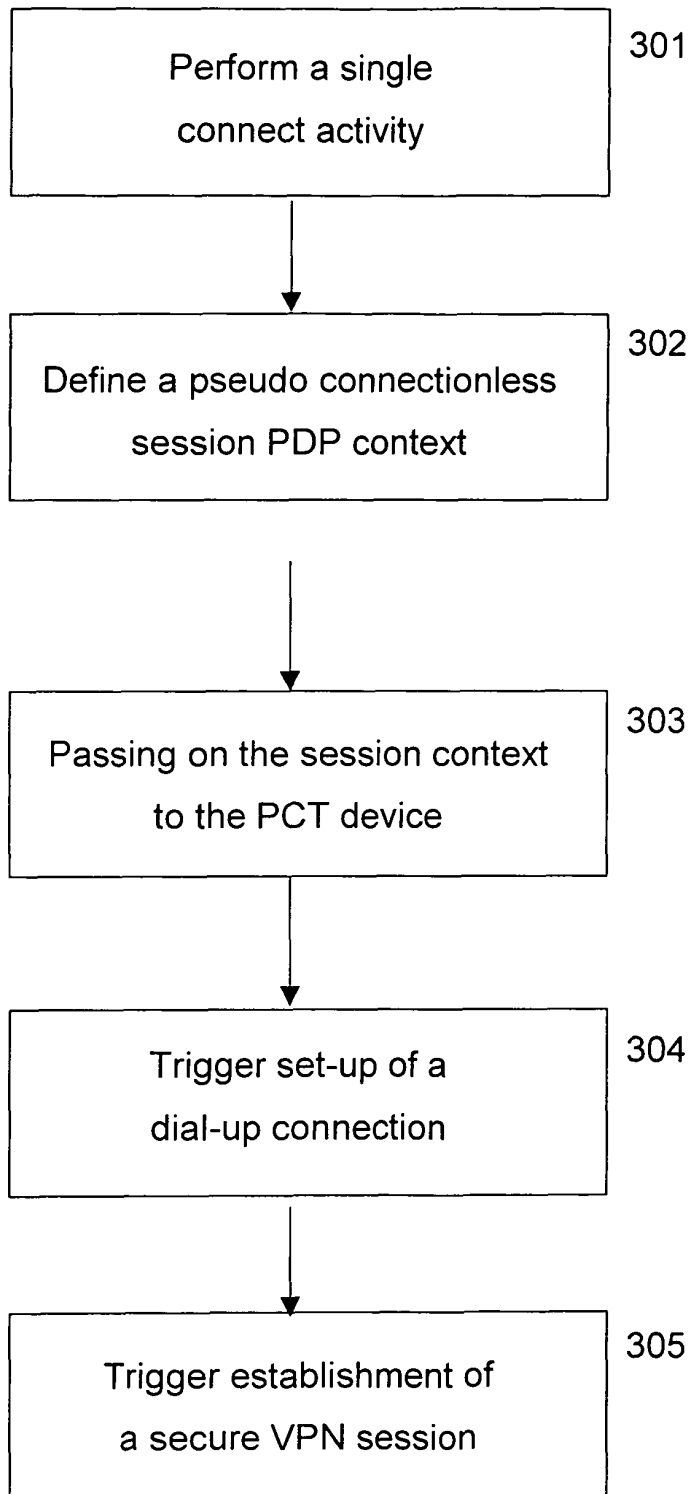 301
Perform a single
connect activity
302
Define a pseudo connectionless
session PDP context
303
Passing on the session context
to the PCT device
304
Trigger set-up of a
dial-up connection
305
Trigger establishment of
a secure VPN session